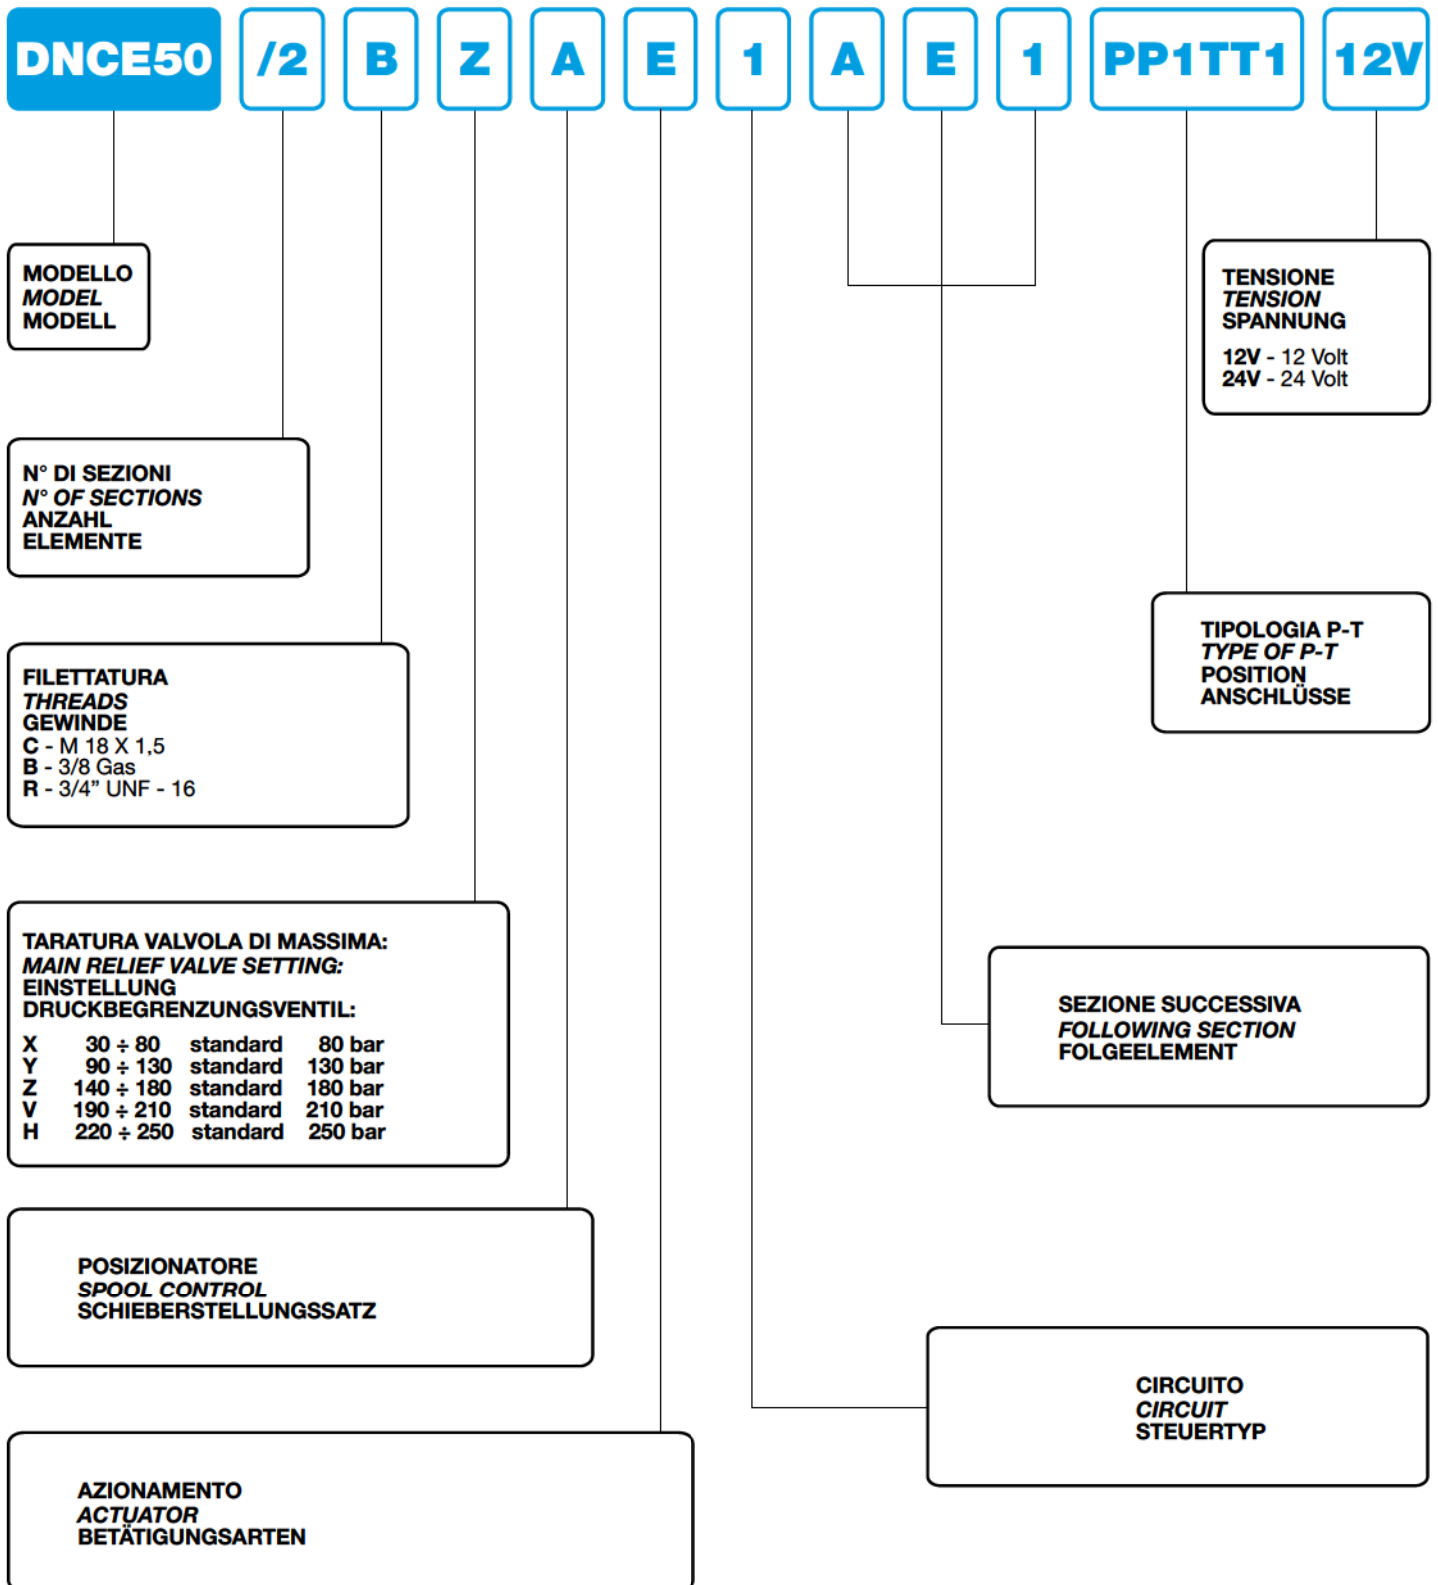 DNCE50 /2 B Z A E 1 A E 1 PP1TT1 12V
MODELLO
MODEL
MODELL
TENSIONE
TENSION
SPANNUNG
12V - 12 Volt
24V - 24 Volt
N° DI SEZIONI
N° OF SECTIONS
ANZAHL
ELEMENTE
TIPOLOGIA P-T
TYPE OF P-T
POSITION
ANSCHLÜSSE
FILETTATURA
THREADS
GEWINDE
C - M 18 X 1,5
B - 3/8 Gas
R - 3/4” UNF - 16
TARATURA VALVOLA DI MASSIMA:
MAIN RELIEF VALVE SETTING:
EINSTELLUNG
DRUCKBEGRENZUNGSVENTIL:
X 30 ÷ 80 standard 80 bar
Y 90 ÷ 130 standard 130 bar
Z 140 ÷ 180 standard 180 bar
V 190 ÷ 210 standard 210 bar
H 220 ÷ 250 standard 250 bar
SEZIONE SUCCESSIVA
FOLLOWING SECTION
FOLGEELEMENT
POSIZIONATORE
SPOOL CONTROL
SCHIEBERSTELLUNGSSATZ
CIRCUITO
CIRCUIT
STEUERTYP
AZIONAMENTO
ACTUATOR
BETÄTIGUNGSARTEN